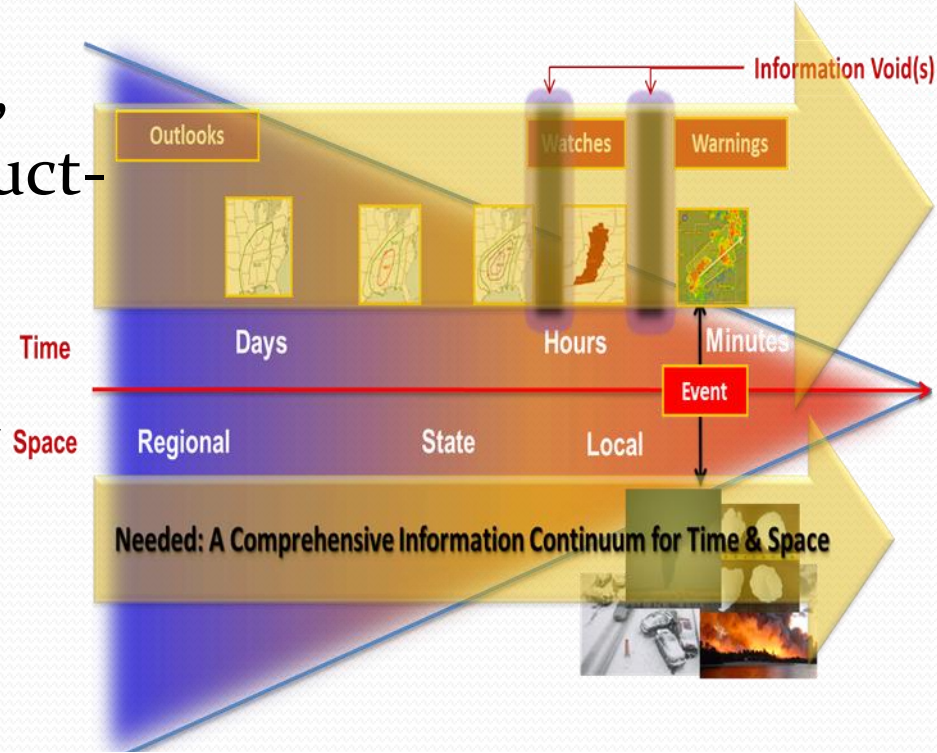 ,
uct-
Information Void(s)
Outlooks
Watches
Warnings
Time
Days
Hours
Minutes
Event
Space
Regional
State
Local
Needed: A Comprehensive Information Continuum for Time & Space